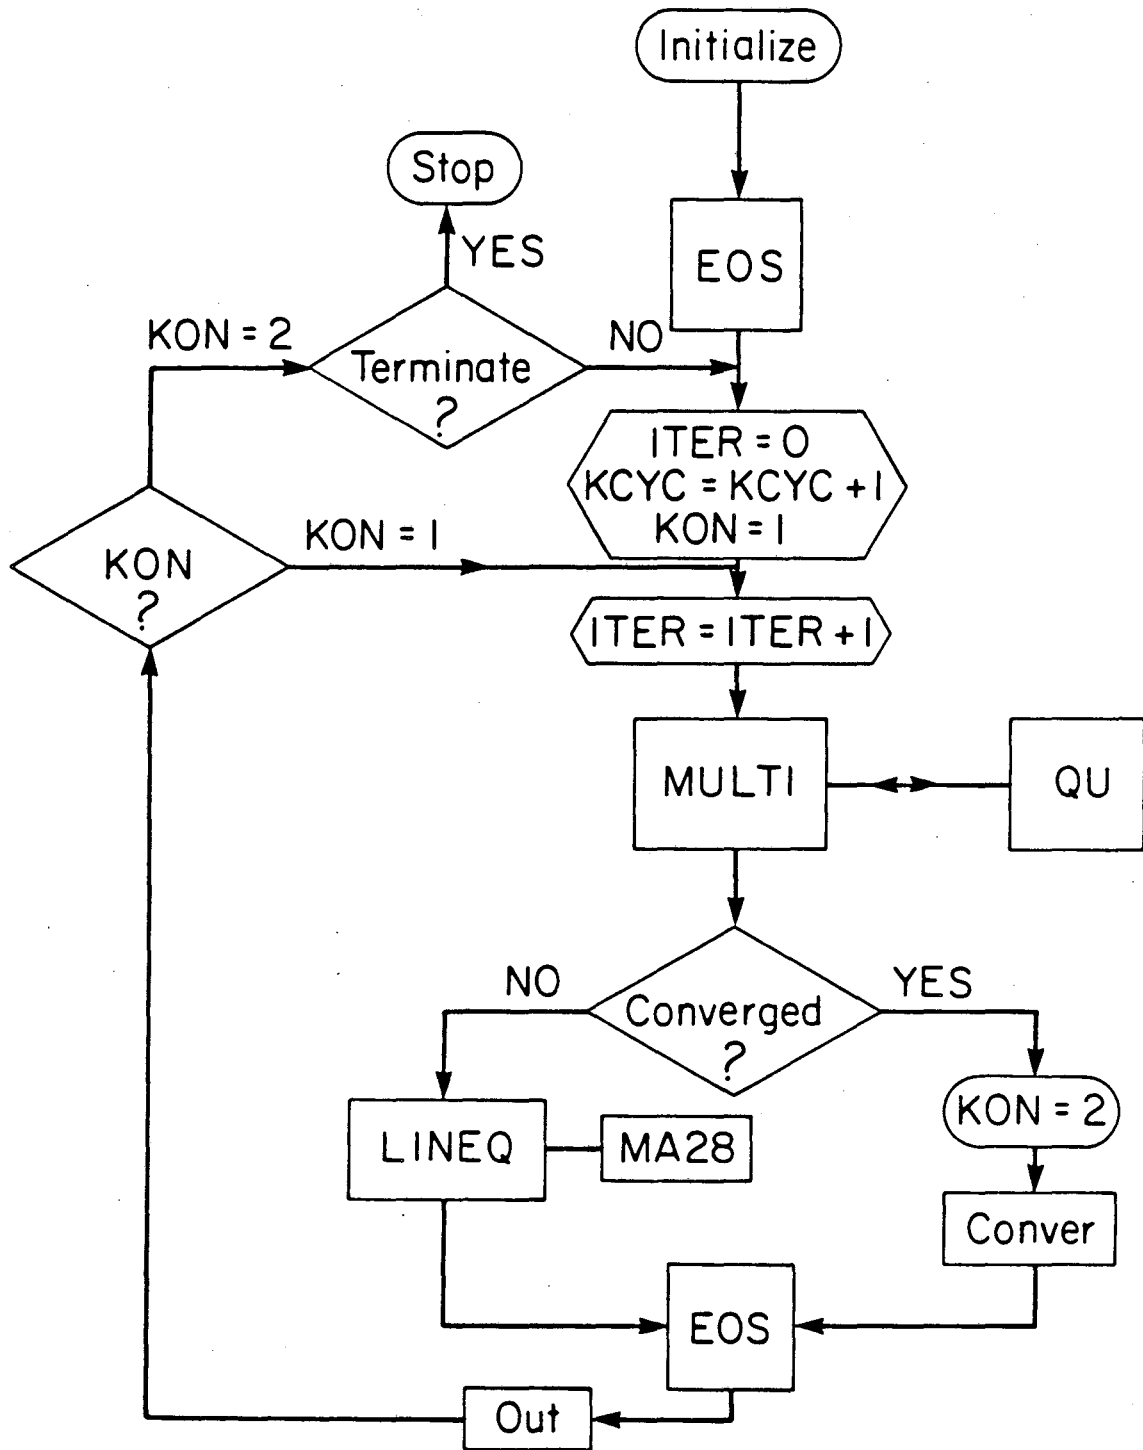 Initialize
Stop
YES
EOS
KON = 2
NO
Terminate
?
ITER = 0
KCYC = KCYC + 1
KON = 1
KON = 1
KON
?
ITER = ITER + 1
MULTI
QU
NO
YES
Converged
?
KON = 2
LINEQ
MA28
Conver
EOS
Out